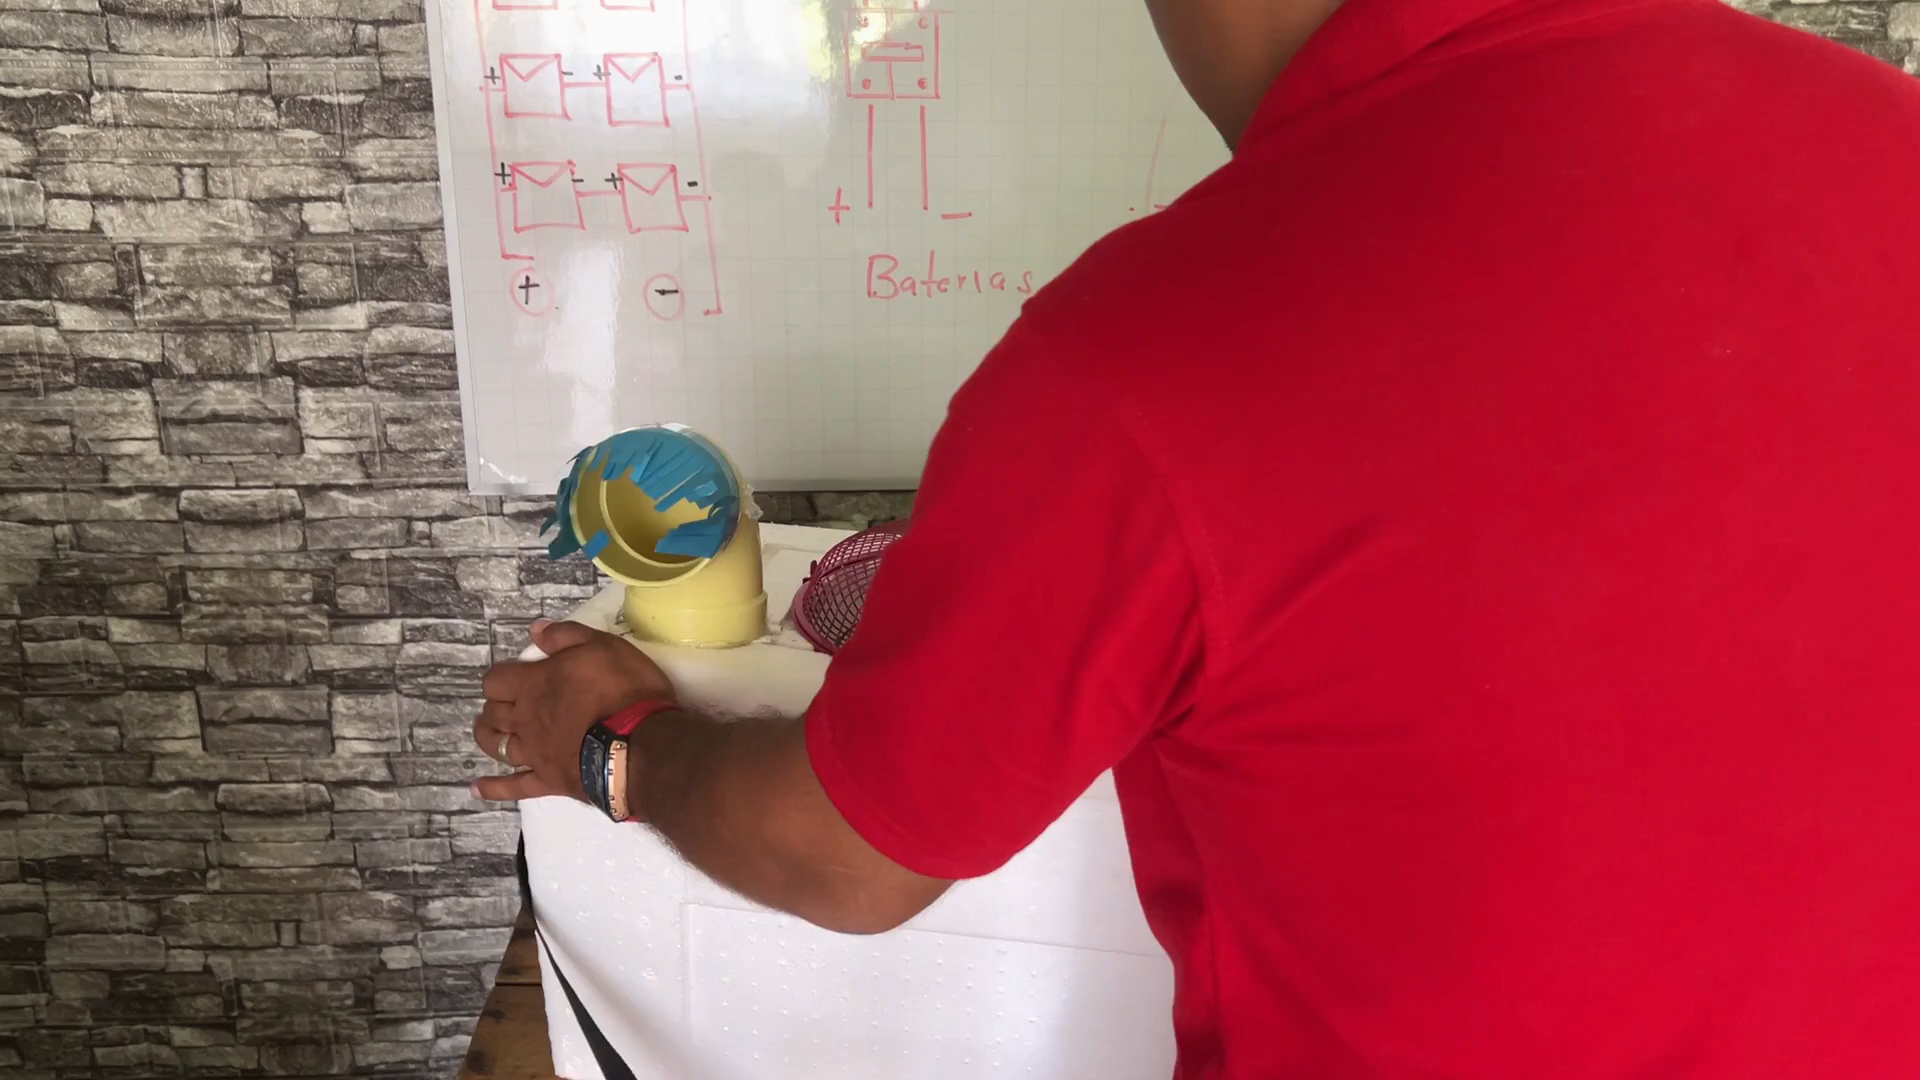 + - + -
+ - + -
+ -
+ -
Baterias